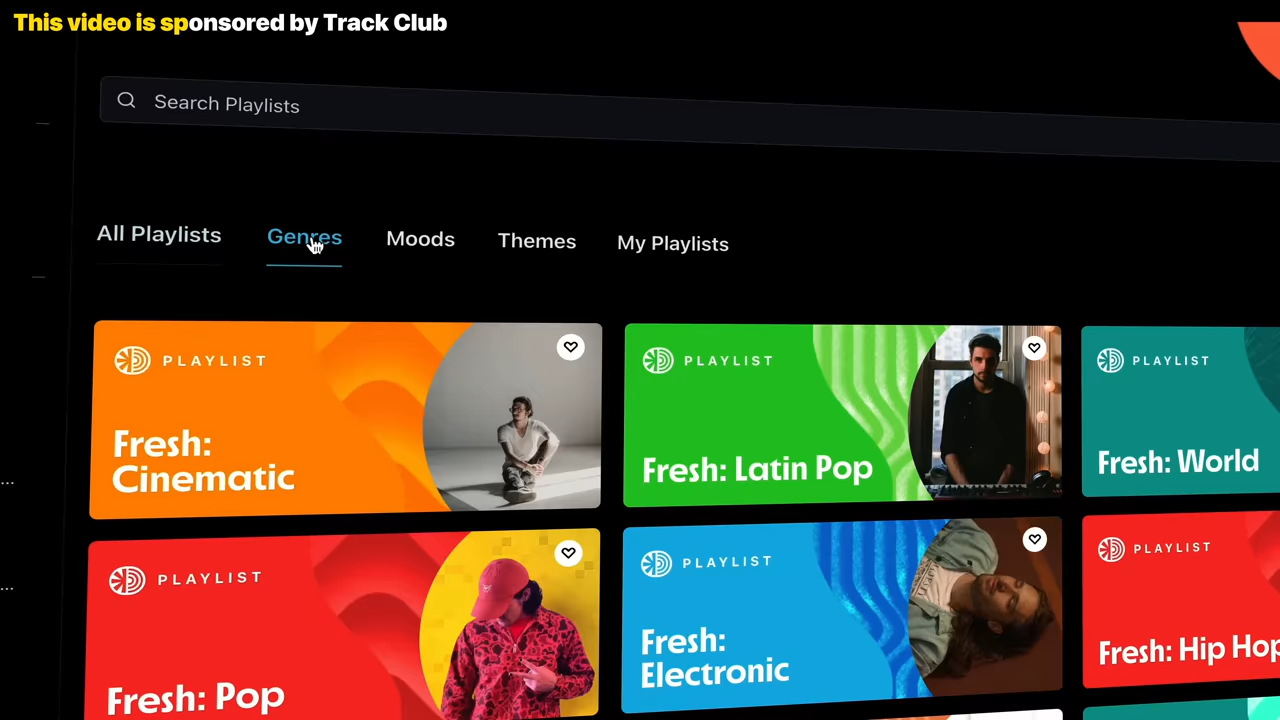 This video is sponsored by Track Club
Search Playlists
All Playlists
Genres
Moods
Themes
My Playlists
PLAYLIST
Fresh:
Cinematic
PLAYLIST
Fresh: Latin Pop
PLAYLIST
Fresh: World
PLAYLIST
Fresh: Pop
PLAYLIST
Fresh:
Electronic
PLAYLIST
Fresh: Hip Hop